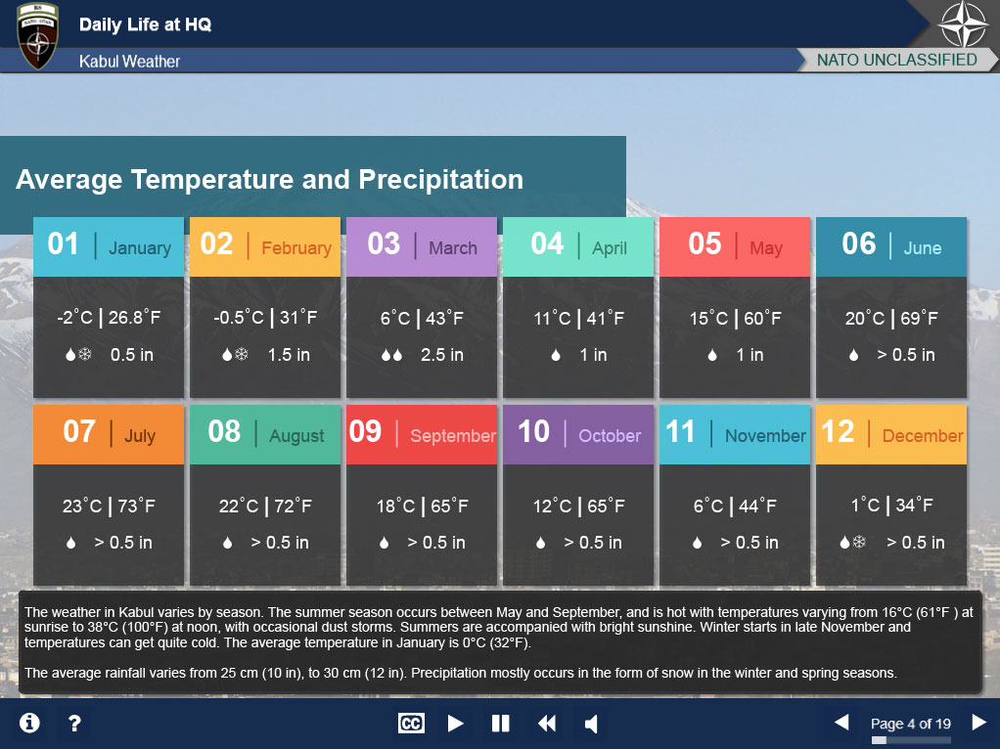 RS
Daily Life at HQ
Kabul Weather
NATO UNCLASSIFIED
Average Temperature and Precipitation
01 | January
-2°C | 26.8°F
0.5 in
02 | February
-0.5°C | 31°F
1.5 in
03 | March
6°C | 43°F
2.5 in
04 | April
11°C | 41°F
1 in
05 | May
15°C | 60°F
1 in
06 | June
20°C | 69°F
> 0.5 in
07 | July
23°C | 73°F
> 0.5 in
08 | August
22°C | 72°F
> 0.5 in
09 | September
18°C | 65°F
> 0.5 in
10 | October
12°C | 65°F
> 0.5 in
11 | November
6°C | 44°F
> 0.5 in
12 | December
1°C | 34°F
> 0.5 in
The weather in Kabul varies by season. The summer season occurs between May and September, and is hot with temperatures varying from 16°C (61°F ) at
sunrise to 38°C (100°F) at noon, with occasional dust storms. Summers are accompanied with bright sunshine. Winter starts in late November and
temperatures can get quite cold. The average temperature in January is 0°C (32°F).
The average rainfall varies from 25 cm (10 in), to 30 cm (12 in). Precipitation mostly occurs in the form of snow in the winter and spring seasons.
i ? CC
Page 4 of 19